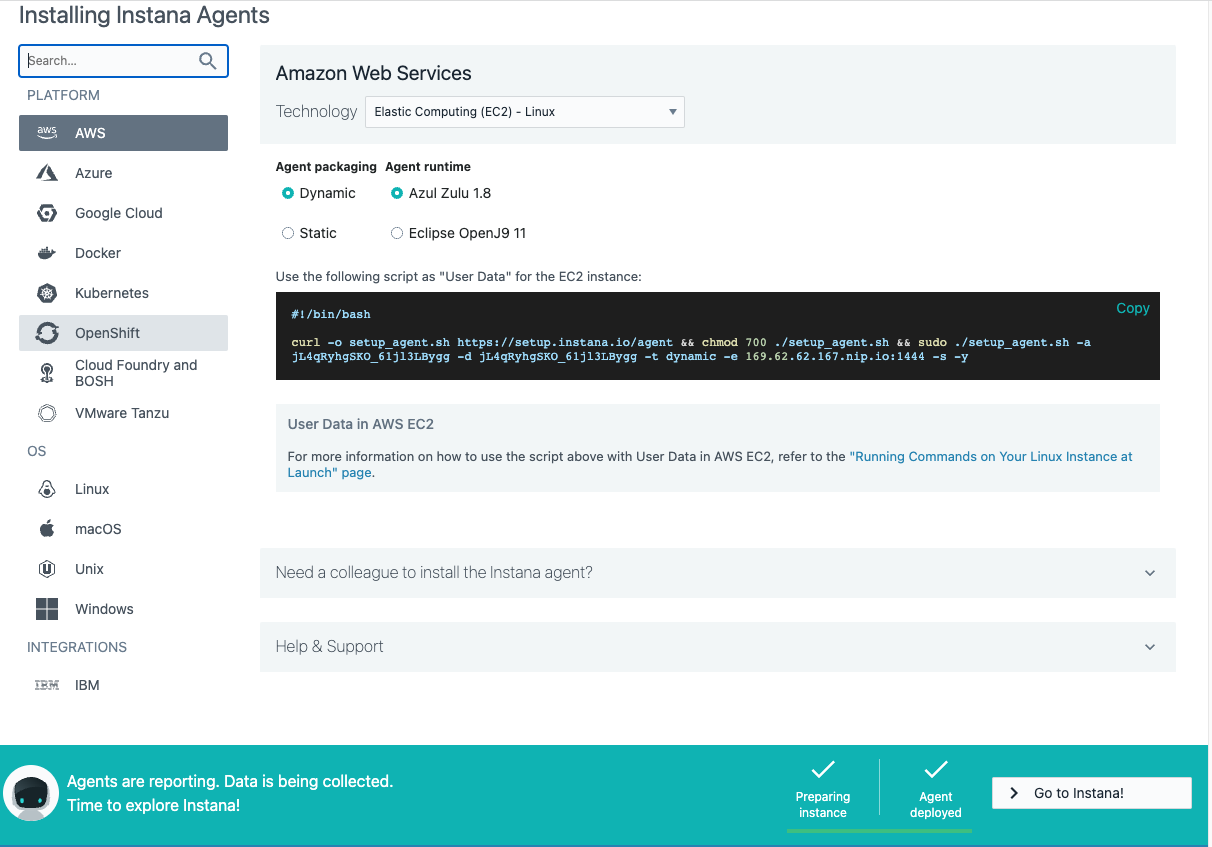 Installing Instana Agents
Search...
PLATFORM
aws AWS
Azure
Google Cloud
Docker
Kubernetes
OpenShift
Cloud Foundry and
BOSH
VMware Tanzu
OS
Linux
macOS
Unix
Windows
INTEGRATIONS
IBM IBM
Amazon Web Services
Technology Elastic Computing (EC2) - Linux
Agent packaging Agent runtime
Dynamic Azul Zulu 1.8
Static Eclipse OpenJ9 11
Use the following script as "User Data" for the EC2 instance:
Copy
#!/bin/bash
curl -o setup_agent.sh https://setup.instana.io/agent && chmod 700 ./setup_agent.sh && sudo ./setup_agent.sh -a
jL4qRyhgSKO_61jl3LBygg -d jL4qRyhgSKO_61jl3LBygg -t dynamic -e 169.62.62.167.nip.io:1444 -s -y
User Data in AWS EC2
For more information on how to use the script above with User Data in AWS EC2, refer to the "Running Commands on Your Linux Instance at
Launch" page.
Need a colleague to install the Instana agent?
Help & Support
Agents are reporting. Data is being collected.
Time to explore Instana!
Preparing
instance
Agent
deployed
Go to Instana!